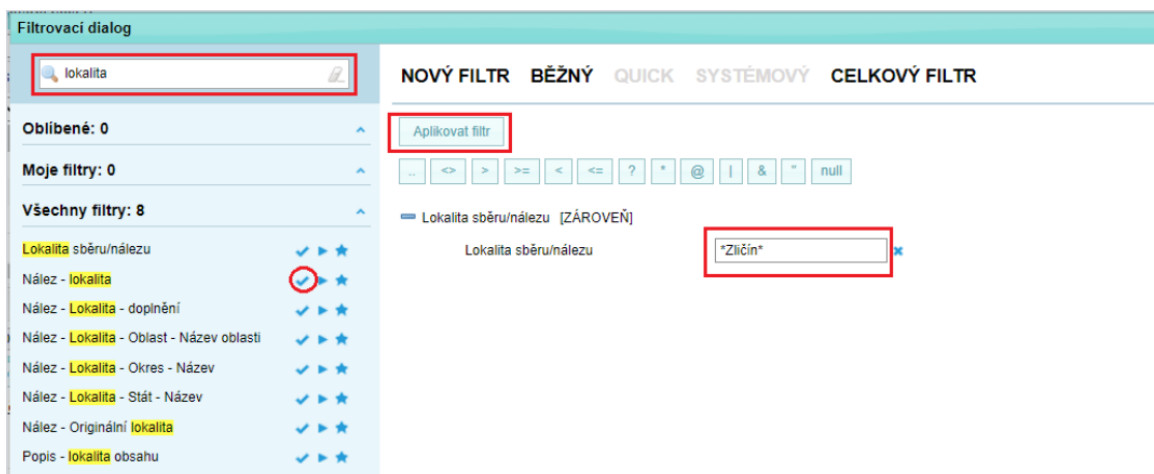 Filtrovací dialog
lokalita
NOVÝ FILTR BĚŽNÝ QUICK SYSTÉMOVÝ CELKOVÝ FILTR
Oblíbené: 0
Moje filtry: 0
Všechny filtry: 8
Lokalita sběru/nálezu
Nález - lokalita
Nález - Lokalita - doplnění
Nález - Lokalita - Oblast - Název oblasti
Nález - Lokalita - Okres - Název
Nález - Lokalita - Stát - Název
Nález - Originální lokalita
Popis - lokalita obsahu
Aplikovat filtr
.. <> > >= < <= ? * @ | & " null
Lokalita sběru/nálezu [ZÁROVEŇ]
Lokalita sběru/nálezu *Zličín*